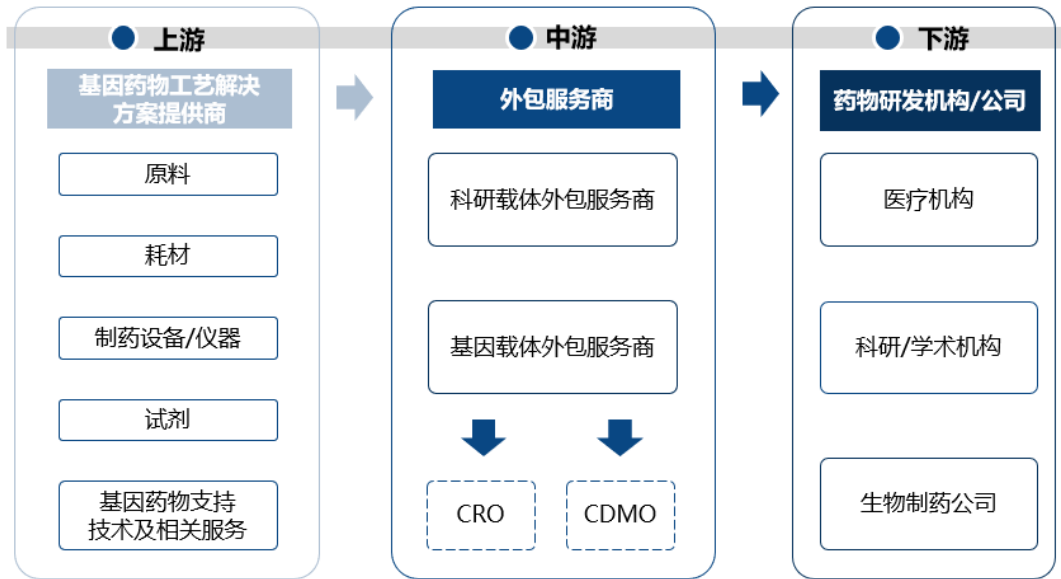 上游
基因药物工艺解决
方案提供商
原料
耗材
制药设备/仪器
试剂
基因药物支持
技术及相关服务
中游
外包服务商
科研载体外包服务商
基因载体外包服务商
CRO
CDMO
下游
药物研发机构/公司
医疗机构
科研/学术机构
生物制药公司